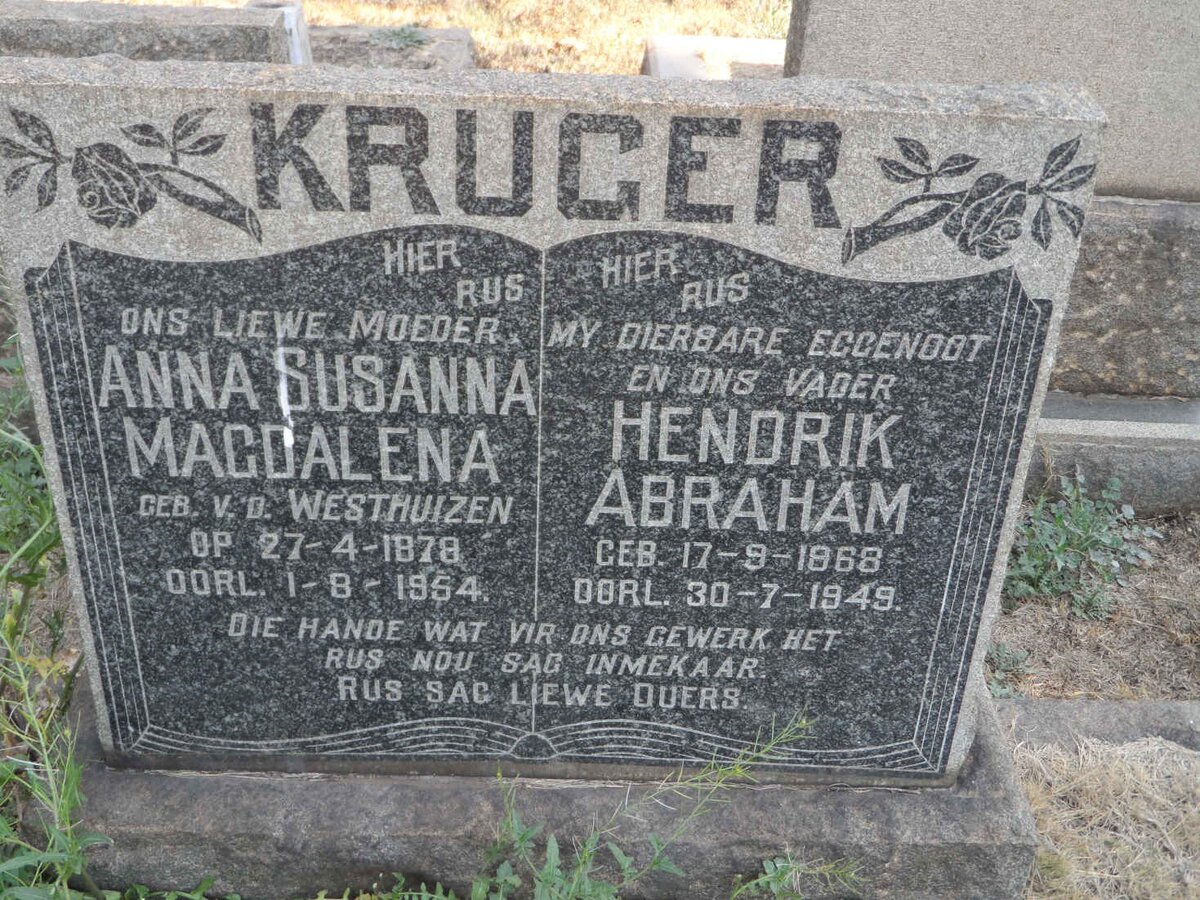 KRUGER
HIER
RUS
ONS LIEWE MOEDER
ANNA SUSANNA
MAGDALENA
GEB. V. D. WESTHUIZEN
OP 27-4-1878
OORL. 1-8-1954.
HIER
RUS
MY DIERBARE EGGENOOT
EN ONS VADER
HENDRIK
ABRAHAM
GEB. 17-9-1868
OORL. 30-7-1949.
DIE HANDE WAT VIR ONS GEWERK HET
RUS NOU SAG INMEKAAR.
RUS SAG LIEWE OUERS.